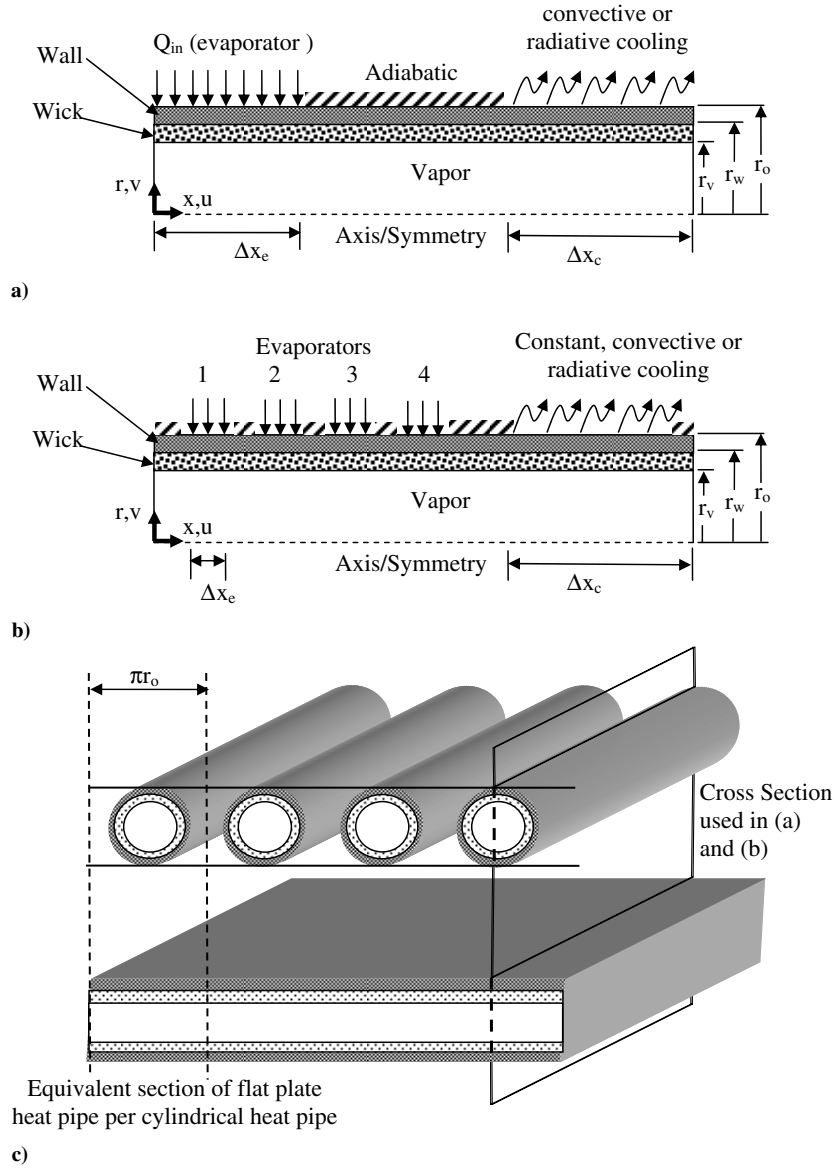 convective or
radiative cooling
Q_in (evaporator )
Wall
Adiabatic
Wick
Vapor
r,v
x,u
r_v
r_w
r_o
Axis/Symmetry
Δx_e
Δx_c
a)
Evaporators
Constant, convective or
radiative cooling
1
2
3
4
Wall
Wick
Vapor
r,v
x,u
r_v
r_w
r_o
Axis/Symmetry
Δx_e
Δx_c
b)
πr_o
Cross Section
used in (a)
and (b)
Equivalent section of flat plate
heat pipe per cylindrical heat pipe
c)